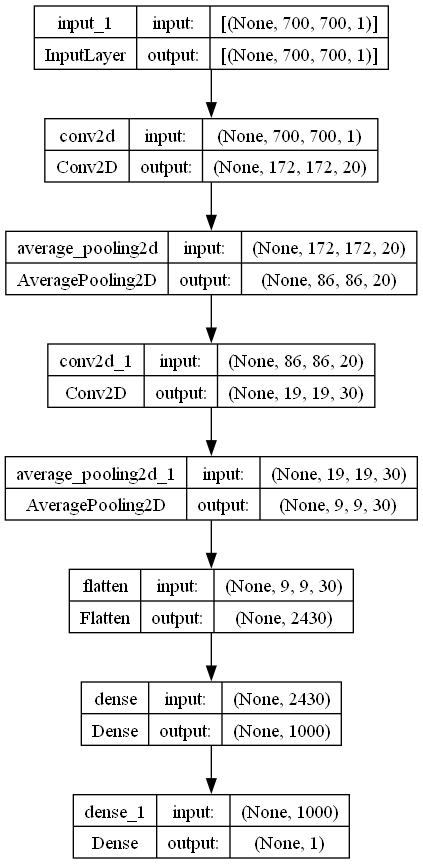 input_1 input: [(None, 700, 700, 1)]
InputLayer output: [(None, 700, 700, 1)]
conv2d input: (None, 700, 700, 1)
Conv2D output: (None, 172, 172, 20)
average_pooling2d input: (None, 172, 172, 20)
AveragePooling2D output: (None, 86, 86, 20)
conv2d_1 input: (None, 86, 86, 20)
Conv2D output: (None, 19, 19, 30)
average_pooling2d_1 input: (None, 19, 19, 30)
AveragePooling2D output: (None, 9, 9, 30)
flatten input: (None, 9, 9, 30)
Flatten output: (None, 2430)
dense input: (None, 2430)
Dense output: (None, 1000)
dense_1 input: (None, 1000)
Dense output: (None, 1)